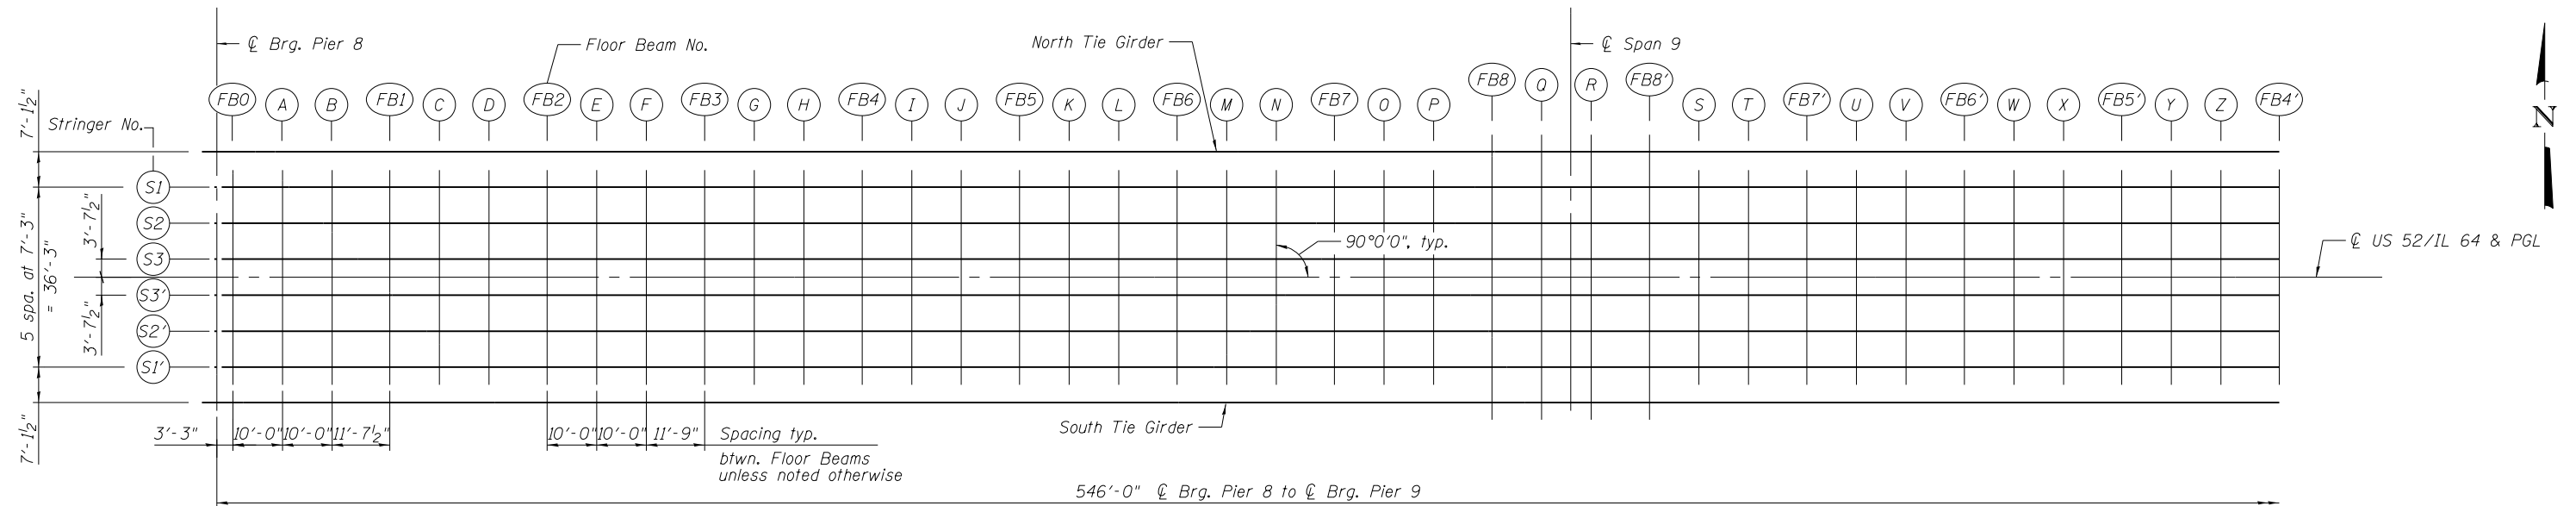 ℄ Brg. Pier 8
Floor Beam No.
North Tie Girder
℄ Span 9
FB0 A B FB1 C D FB2 E F FB3 G H FB4 I J FB5 K L FB6 M N FB7 O P FB8 Q R FB8' S T FB7' U V FB6' W X FB5' Y Z FB4'
N
7'-1½"
Stringer No.
S1
S2
S3
S3'
S2'
S1'
3'-7½"
3'-7½"
5 spa. at 7'-3"
= 36'-3"
7'-1½"
90°0'0", typ.
℄ US 52/IL 64 & PGL
3'-3" 10'-0" 10'-0" 11'-7½"
10'-0" 10'-0" 11'-9" Spacing typ.
btwn. Floor Beams
unless noted otherwise
South Tie Girder
546'-0" ℄ Brg. Pier 8 to ℄ Brg. Pier 9